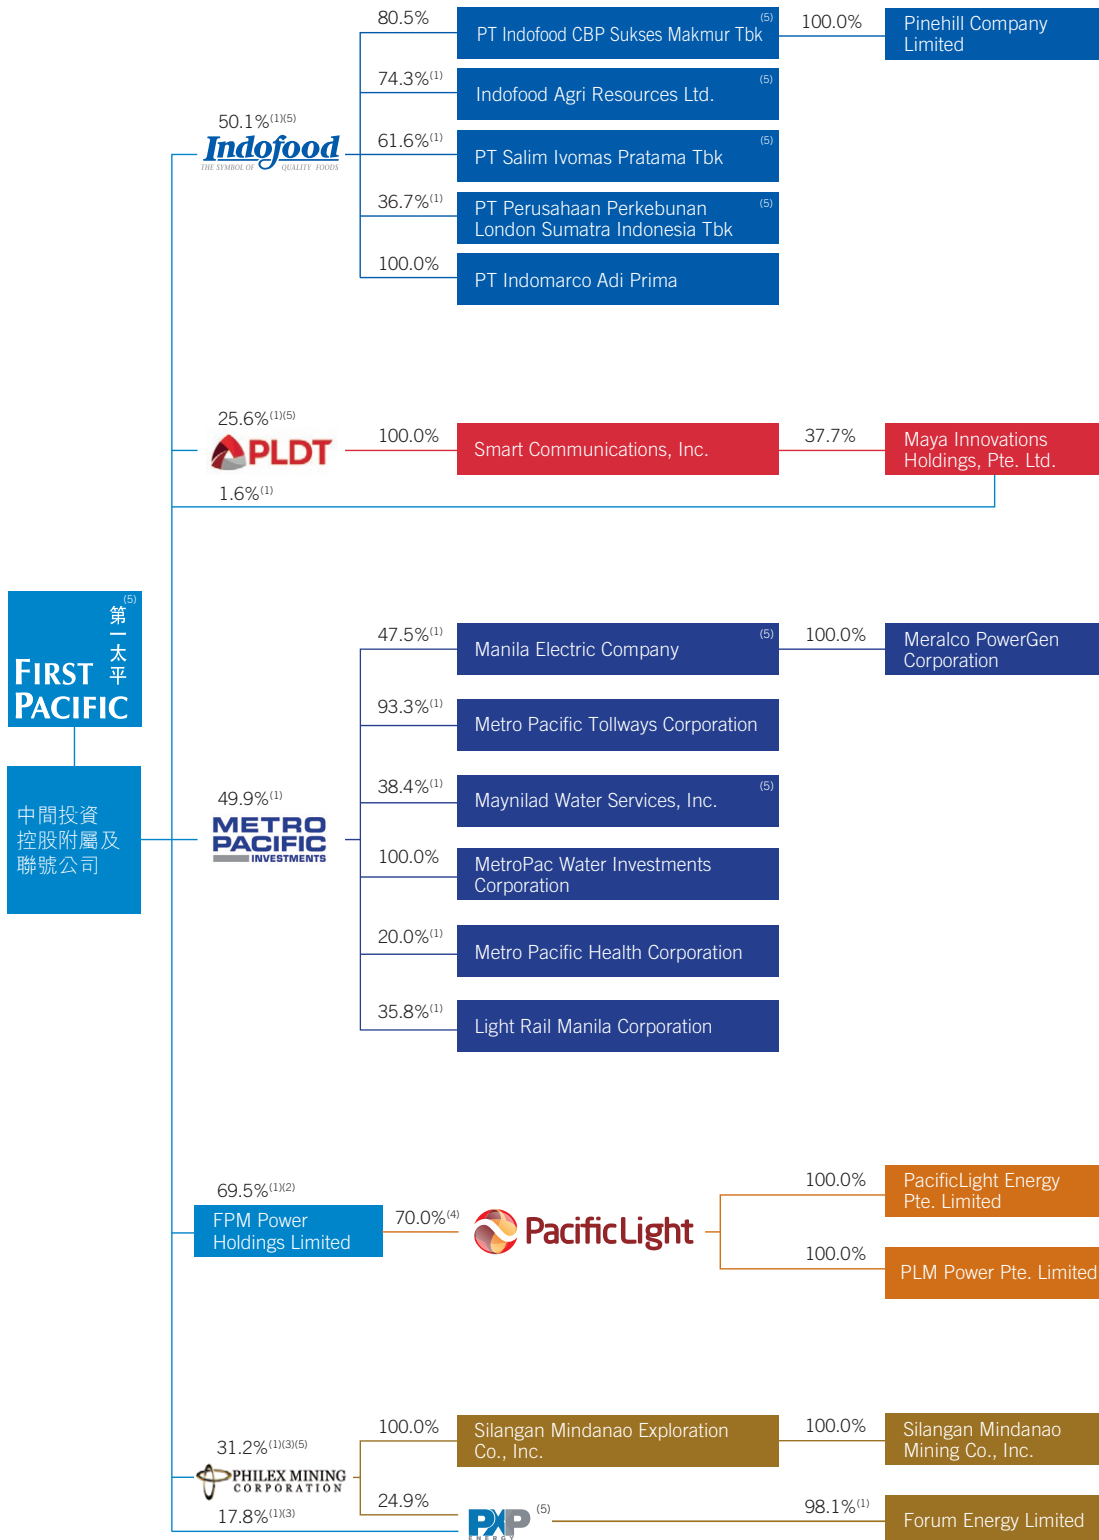 80.5%
PT Indofood CBP Sukses Makmur Tbk (5)
100.0%
Pinehill Company
Limited
74.3%(1)
Indofood Agri Resources Ltd. (5)
50.1%(1)(5)
Indofood
THE SYMBOL OF QUALITY FOODS
61.6%(1)
PT Salim Ivomas Pratama Tbk (5)
36.7%(1)
PT Perusahaan Perkebunan (5)
London Sumatra Indonesia Tbk
100.0%
PT Indomarco Adi Prima
25.6%(1)(5)
PLDT
100.0%
Smart Communications, Inc.
37.7%
Maya Innovations
Holdings, Pte. Ltd.
1.6%(1)
(5)
第一太平
FIRST
PACIFIC
中間投資
控股附屬及
聯號公司
47.5%(1)
Manila Electric Company (5)
100.0%
Meralco PowerGen
Corporation
93.3%(1)
Metro Pacific Tollways Corporation
49.9%(1)
METRO
PACIFIC
INVESTMENTS
38.4%(1)
Maynilad Water Services, Inc. (5)
100.0%
MetroPac Water Investments
Corporation
20.0%(1)
Metro Pacific Health Corporation
35.8%(1)
Light Rail Manila Corporation
69.5%(1)(2)
FPM Power
Holdings Limited
70.0%(4)
PacificLight
100.0%
PacificLight Energy
Pte. Limited
100.0%
PLM Power Pte. Limited
31.2%(1)(3)(5)
PHILEX MINING
CORPORATION
100.0%
Silangan Mindanao Exploration
Co., Inc.
100.0%
Silangan Mindanao
Mining Co., Inc.
24.9%
17.8%(1)(3)
PXP (5)
ENERGY
98.1%(1)
Forum Energy Limited